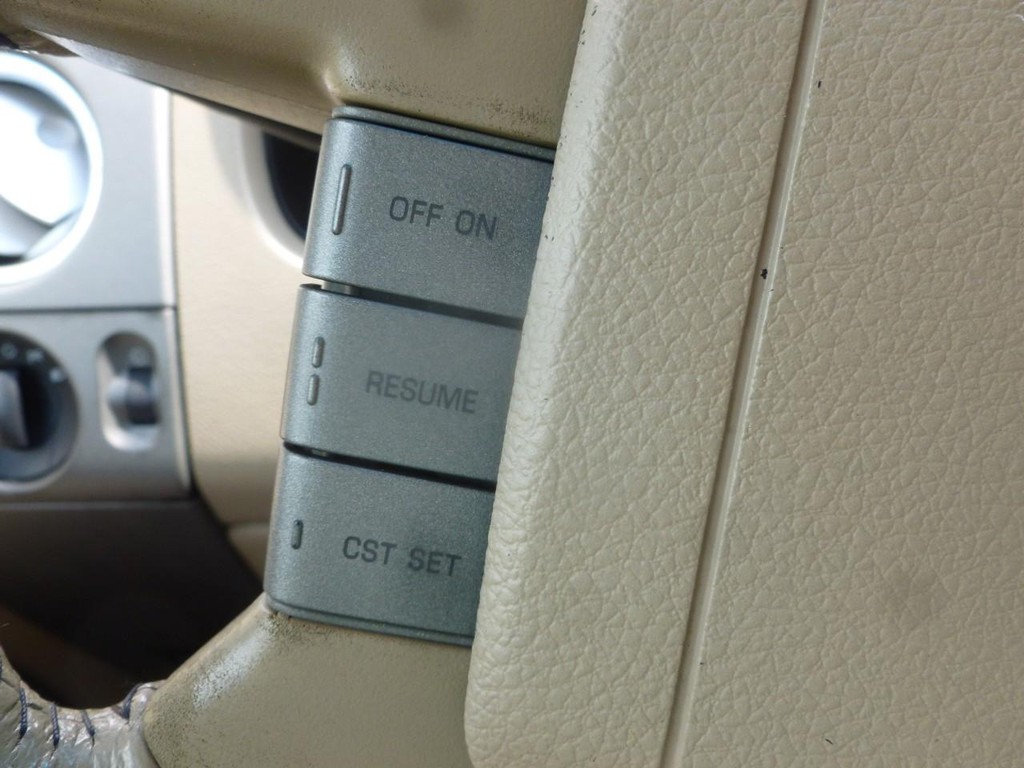 OFF ON
RESUME
CST SET